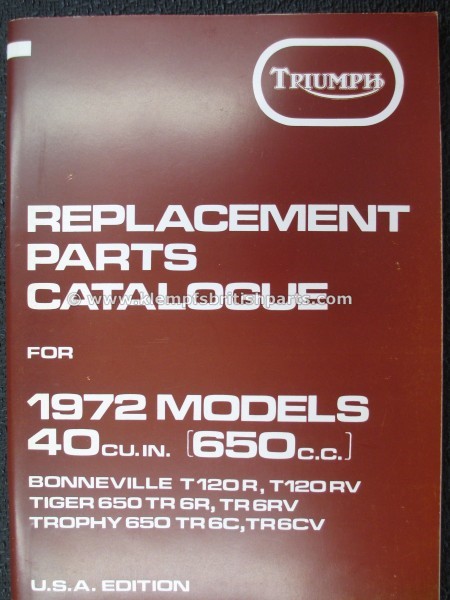 TRIUMPH
REPLACEMENT
PARTS
CATALOGUE
© www.klempfsbritishparts.com
FOR
1972 MODELS
40 CU.IN. [650 C.C.]
BONNEVILLE T120R, T120RV
TIGER 650 TR6R, TR6RV
TROPHY 650 TR6C, TR6CV
U.S.A. EDITION